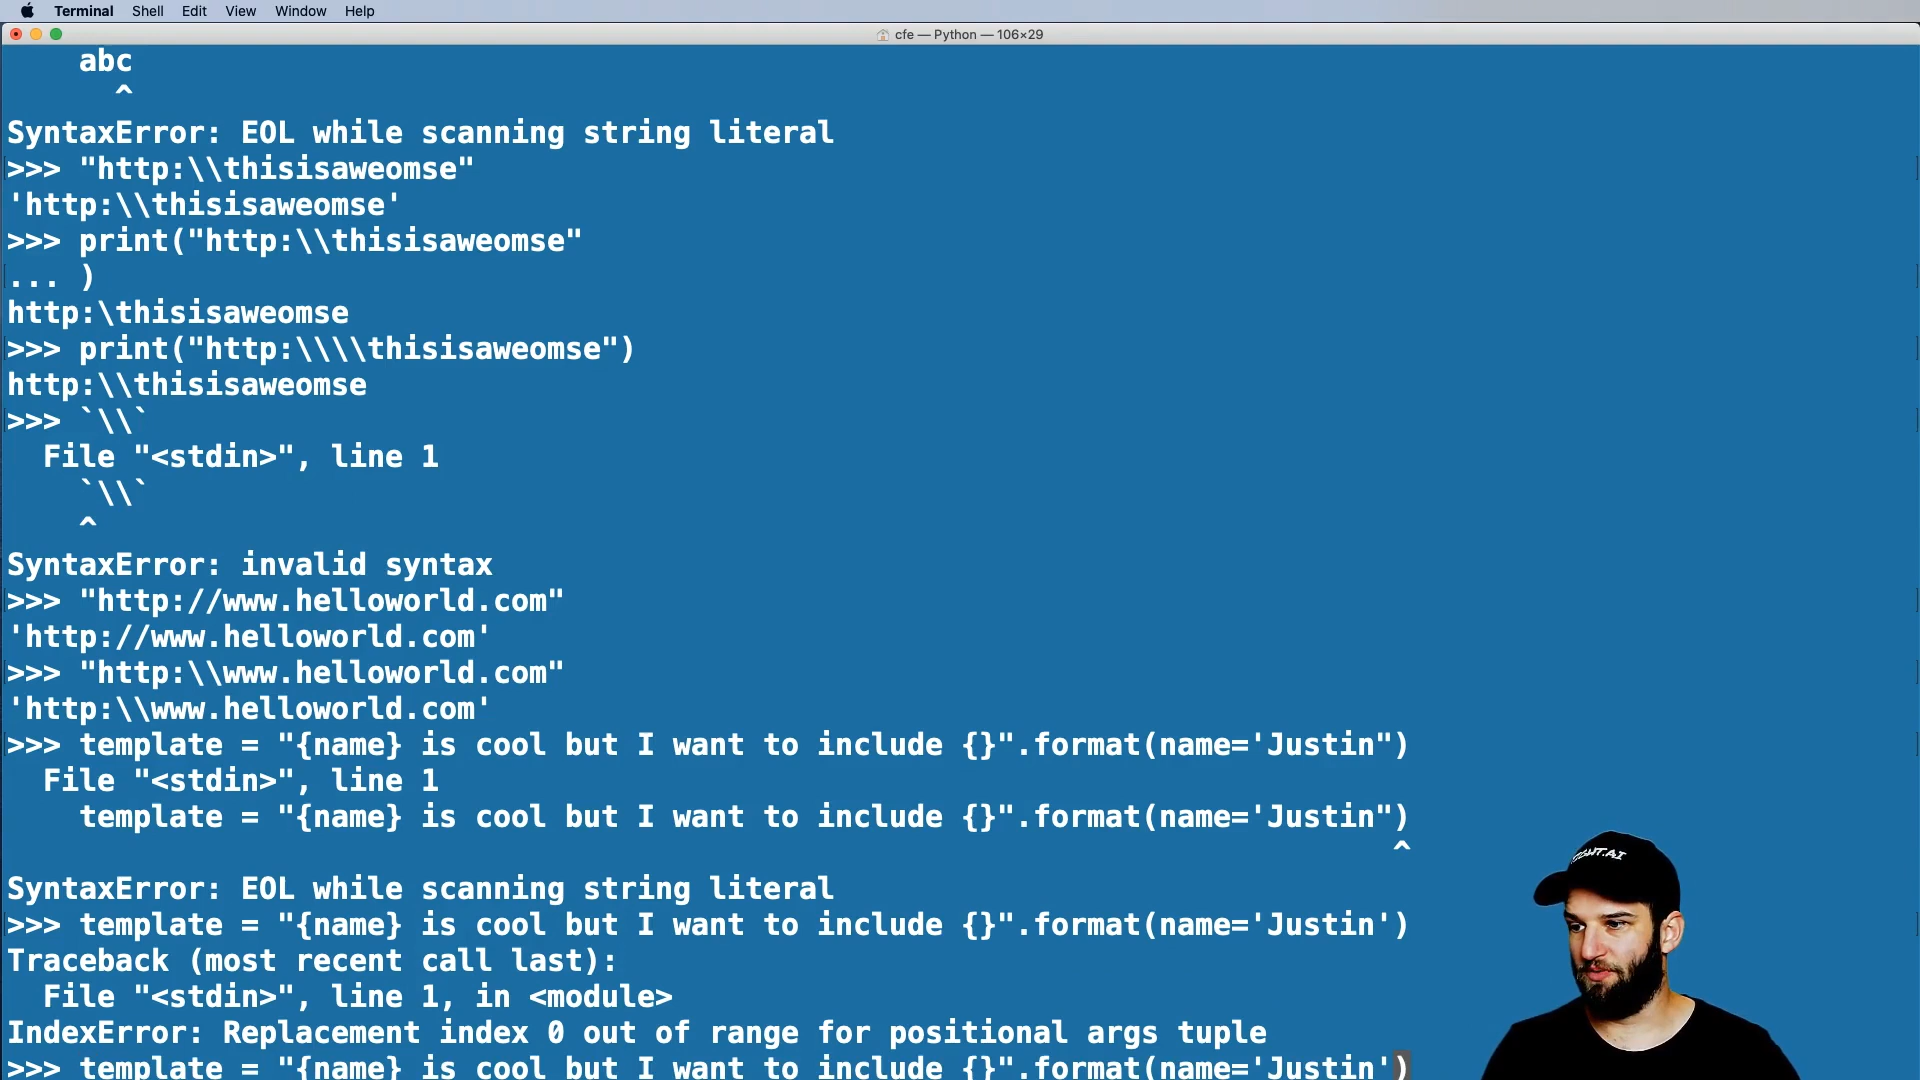 Terminal Shell Edit View Window Help
cfe — Python — 106×29
abc
^
SyntaxError: EOL while scanning string literal
>>> "http:\\thisisaweomse"
'http:\\thisisaweomse'
>>> print("http:\\thisisaweomse"
... )
http:\thisisaweomse
>>> print("http:\\\\thisisaweomse")
http:\\thisisaweomse
>>> `\\`
  File "<stdin>", line 1
    `\\`
    ^
SyntaxError: invalid syntax
>>> "http://www.helloworld.com"
'http://www.helloworld.com'
>>> "http:\\www.helloworld.com"
'http:\\www.helloworld.com'
>>> template = "{name} is cool but I want to include {}".format(name='Justin")
  File "<stdin>", line 1
    template = "{name} is cool but I want to include {}".format(name='Justin")
^
SyntaxError: EOL while scanning string literal
>>> template = "{name} is cool but I want to include {}".format(name='Justin')
Traceback (most recent call last):
  File "<stdin>", line 1, in <module>
IndexError: Replacement index 0 out of range for positional args tuple
>>> template = "{name} is cool but I want to include {}".format(name='Justin')